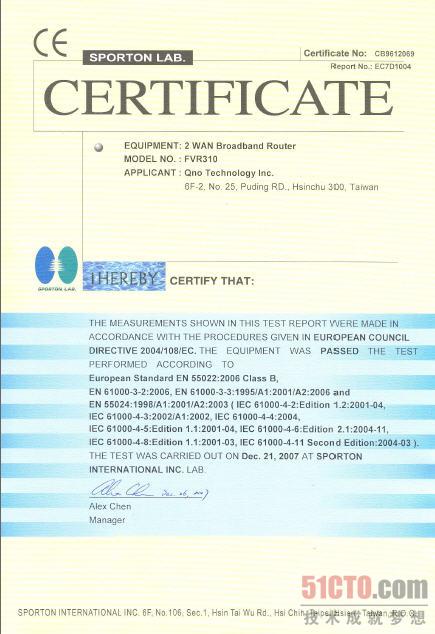 CE
SPORTON LAB.
Certificate No: CB9612069
Report No.: EC7D1004
CERTIFICATE
EQUIPMENT: 2 WAN Broadband Router
MODEL NO. : FVR310
APPLICANT : Qno Technology Inc.
6F-2, No. 25, Puding RD., Hsinchu 300, Taiwan
SPORTON LAB.
I HEREBY CERTIFY THAT:
THE MEASUREMENTS SHOWN IN THIS TEST REPORT WERE MADE IN
ACCORDANCE WITH THE PROCEDURES GIVEN IN EUROPEAN COUNCIL
DIRECTIVE 2004/108/EC. THE EQUIPMENT WAS PASSED THE TEST
PERFORMED ACCORDING TO
European Standard EN 55022:2006 Class B,
EN 61000-3-2:2006, EN 61000-3-3:1995/A1:2001/A2:2006 and
EN 55024:1998/A1:2001/A2:2003 ( IEC 61000-4-2:Edition 1.2:2001-04,
IEC 61000-4-3:2002/A1:2002, IEC 61000-4-4:2004,
IEC 61000-4-5:Edition 1.1:2001-04, IEC 61000-4-6:Edition 2.1:2004-11,
IEC 61000-4-8:Edition 1.1:2001-03, IEC 61000-4-11 Second Edition:2004-03 ).
THE TEST WAS CARRIED OUT ON Dec. 21, 2007 AT SPORTON
INTERNATIONAL INC. LAB.
Alex Chen Dec. 26, 2007
Alex Chen
Manager
51CTO.com
技术成就梦想
SPORTON INTERNATIONAL INC. 6F, No.106, Sec.1, Hsin Tai Wu Rd., Hsi Chih, Taipei Hsien, Taiwan, R.O.C.